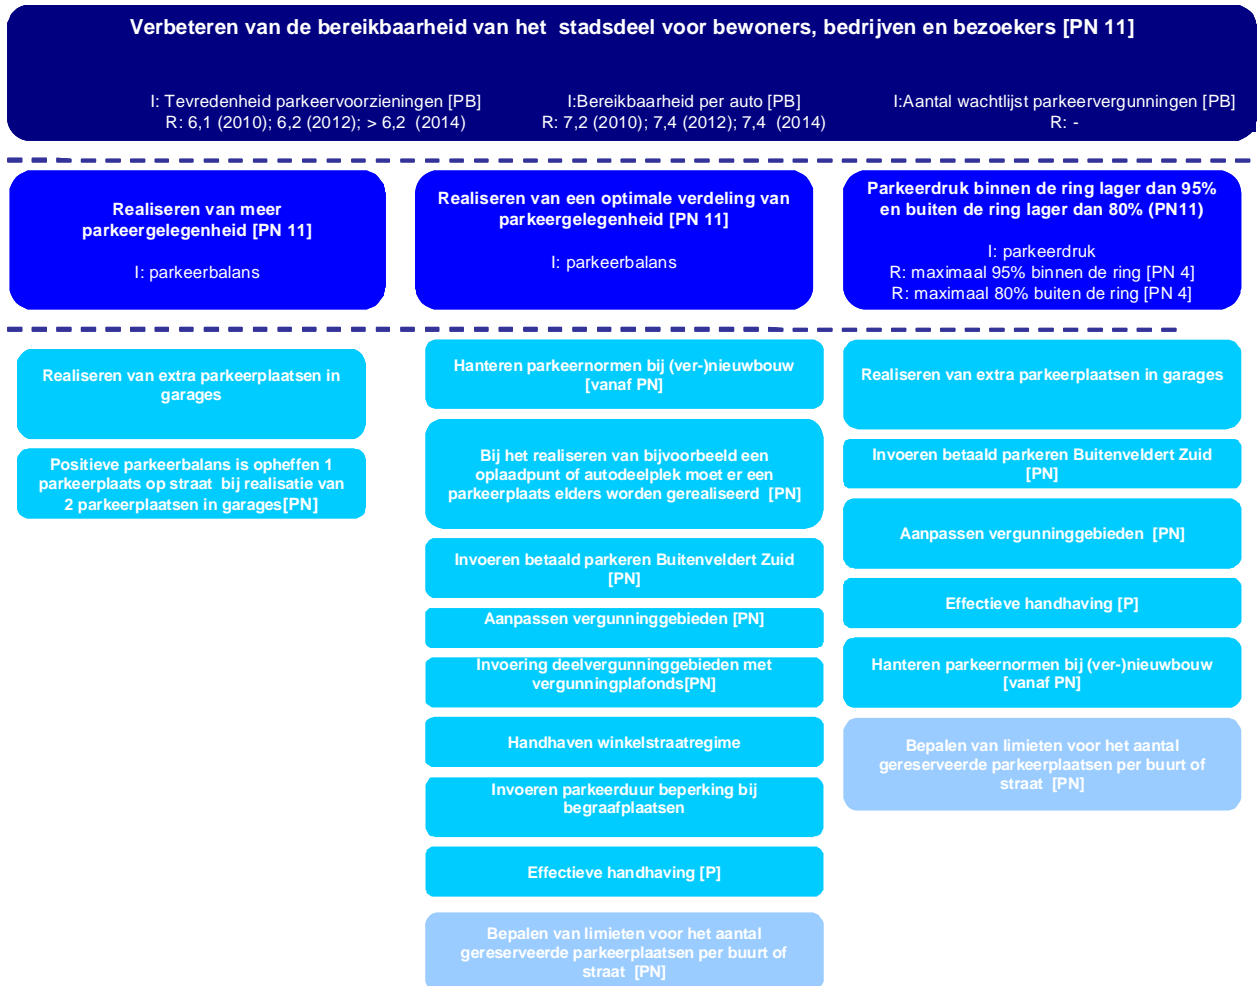 Verbeteren van de bereikbaarheid van het stadsdeel voor bewoners, bedrijven en bezoekers [PN 11]
I: Tevredenheid parkeervoorzieningen [PB]
R: 6,1 (2010); 6,2 (2012); > 6,2 (2014)
I:Bereikbaarheid per auto [PB]
R: 7,2 (2010); 7,4 (2012); 7,4 (2014)
I:Aantal wachtlijst parkeervergunningen [PB]
R: -
Realiseren van meer
parkeergelegenheid [PN 11]
I: parkeerbalans
Realiseren van een optimale verdeling van
parkeergelegenheid [PN 11]
I: parkeerbalans
Parkeerdruk binnen de ring lager dan 95%
en buiten de ring lager dan 80% (PN11)
I: parkeerdruk
R: maximaal 95% binnen de ring [PN 4]
R: maximaal 80% buiten de ring [PN 4]
Realiseren van extra parkeerplaatsen in
garages
Positieve parkeerbalans is opheffen 1
parkeerplaats op straat bij realisatie van
2 parkeerplaatsen in garages[PN]
Hanteren parkeernormen bij (ver-)nieuwbouw
[vanaf PN]
Bij het realiseren van bijvoorbeeld een
oplaadpunt of autodeelplek moet er een
parkeerplaats elders worden gerealiseerd [PN]
Invoeren betaald parkeren Buitenveldert Zuid
[PN]
Aanpassen vergunninggebieden [PN]
Invoering deelvergunninggebieden met
vergunningplafonds[PN]
Handhaven winkelstraatregime
Invoeren parkeerduur beperking bij
begraafplaatsen
Effectieve handhaving [P]
Bepalen van limieten voor het aantal
gereserveerde parkeerplaatsen per buurt of
straat [PN]
Realiseren van extra parkeerplaatsen in garages
Invoeren betaald parkeren Buitenveldert Zuid
[PN]
Aanpassen vergunninggebieden [PN]
Effectieve handhaving [P]
Hanteren parkeernormen bij (ver-)nieuwbouw
[vanaf PN]
Bepalen van limieten voor het aantal
gereserveerde parkeerplaatsen per buurt of
straat [PN]